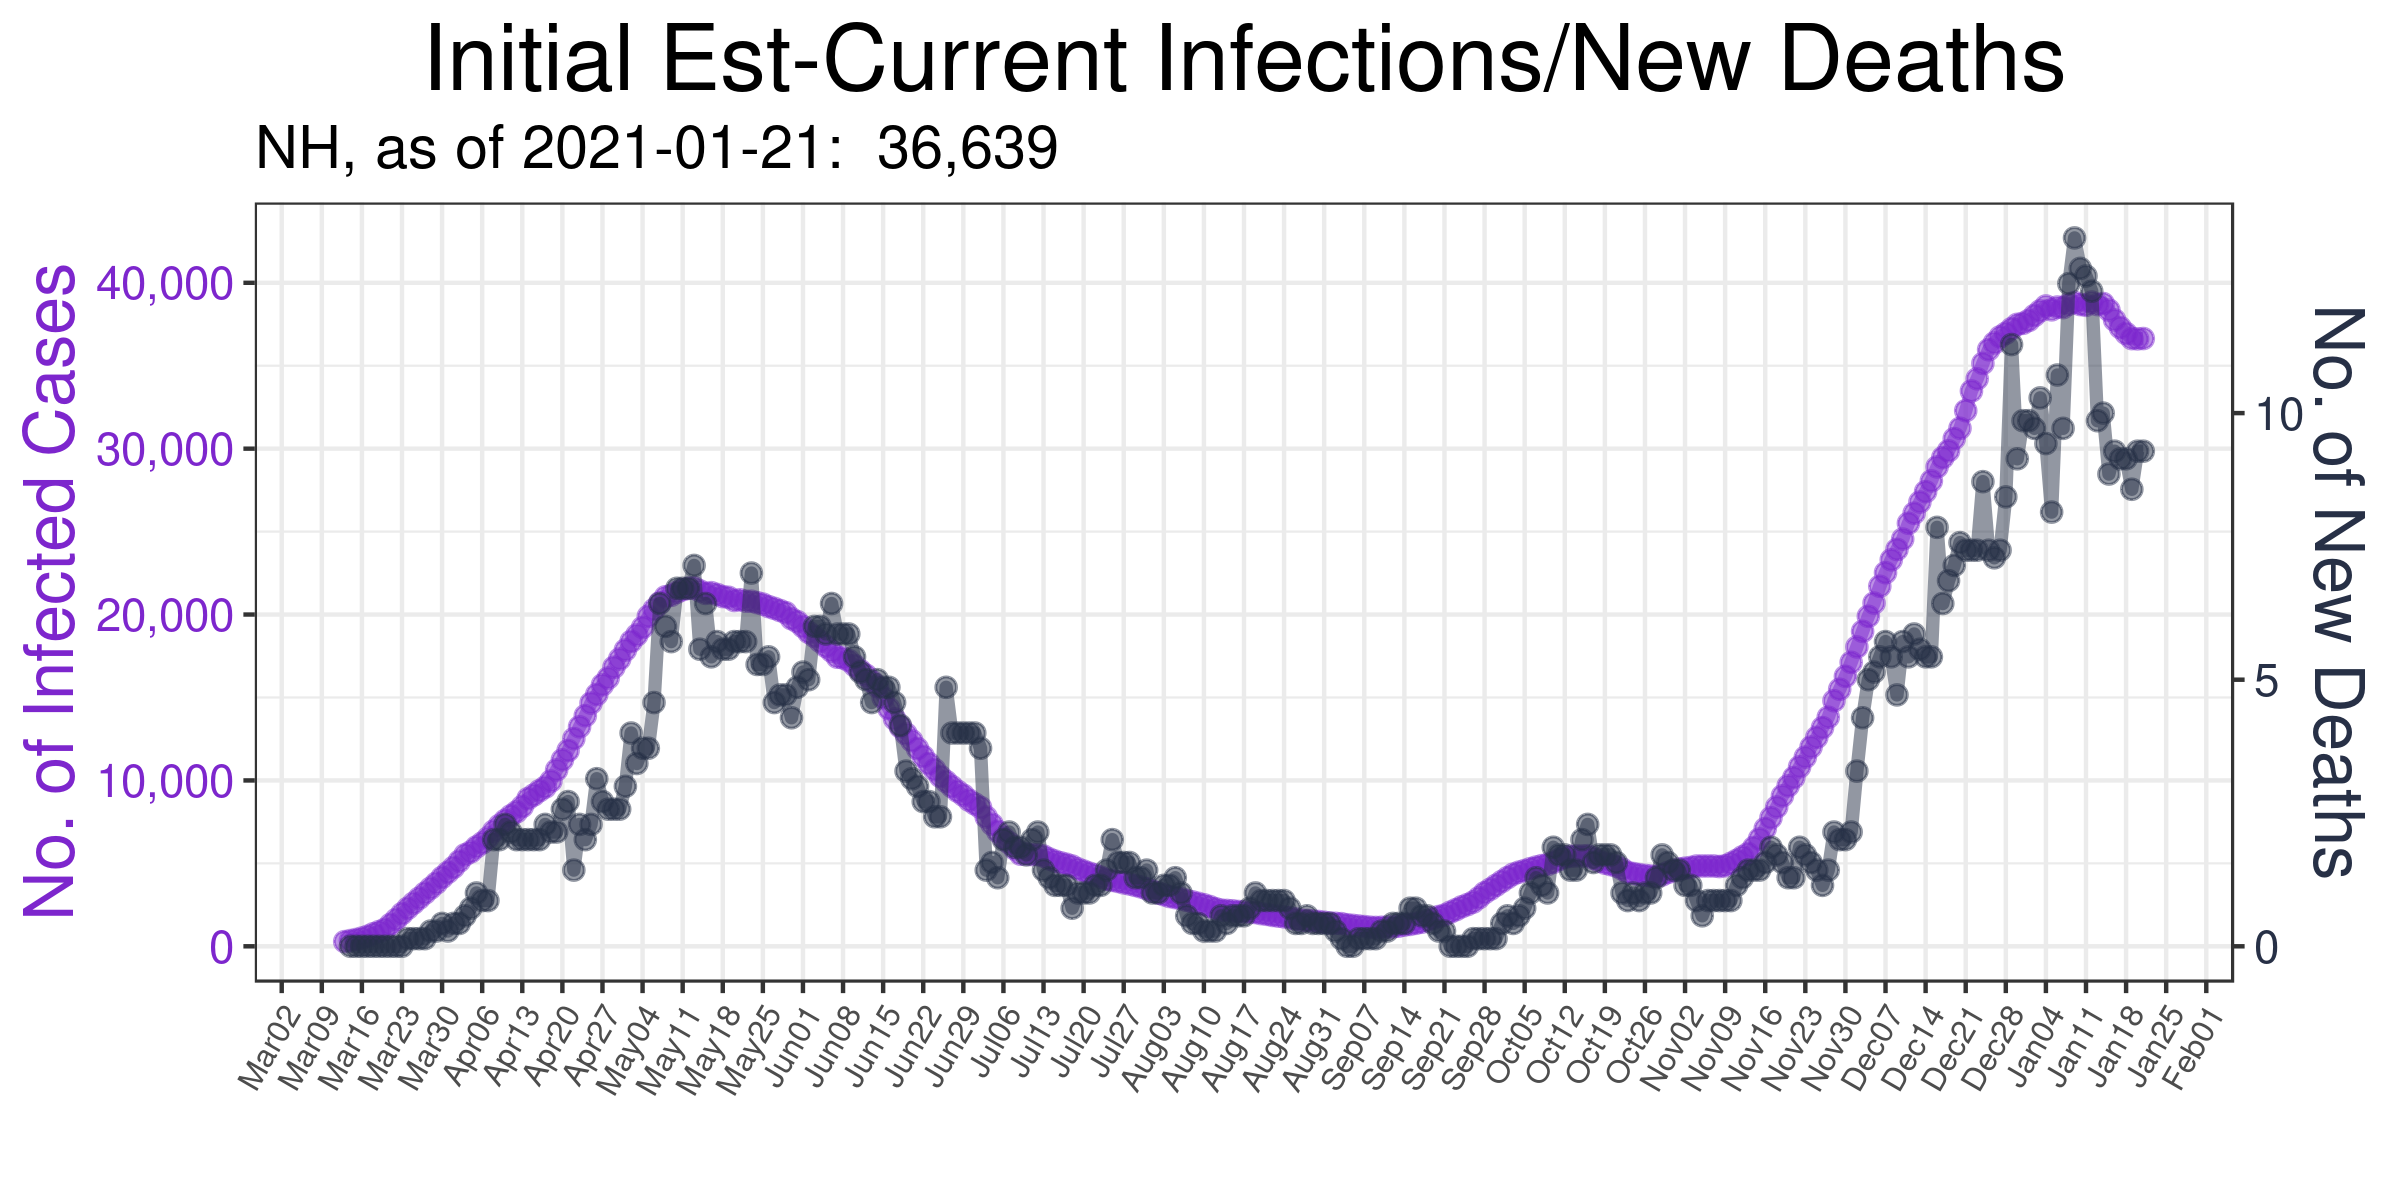 Initial Est-Current Infections/New Deaths
NH, as of 2021-01-21:  36,639
No. of Infected Cases
40,000
30,000
20,000
10,000
0
No. of New Deaths
10
5
0
Mar02 Mar09 Mar16 Mar23 Mar30 Apr06 Apr13 Apr20 Apr27 May04 May11 May18 May25 Jun01 Jun08 Jun15 Jun22 Jun29 Jul06 Jul13 Jul20 Jul27 Aug03 Aug10 Aug17 Aug24 Aug31 Sep07 Sep14 Sep21 Sep28 Oct05 Oct12 Oct19 Oct26 Nov02 Nov09 Nov16 Nov23 Nov30 Dec07 Dec14 Dec21 Dec28 Jan04 Jan11 Jan18 Jan25 Feb01